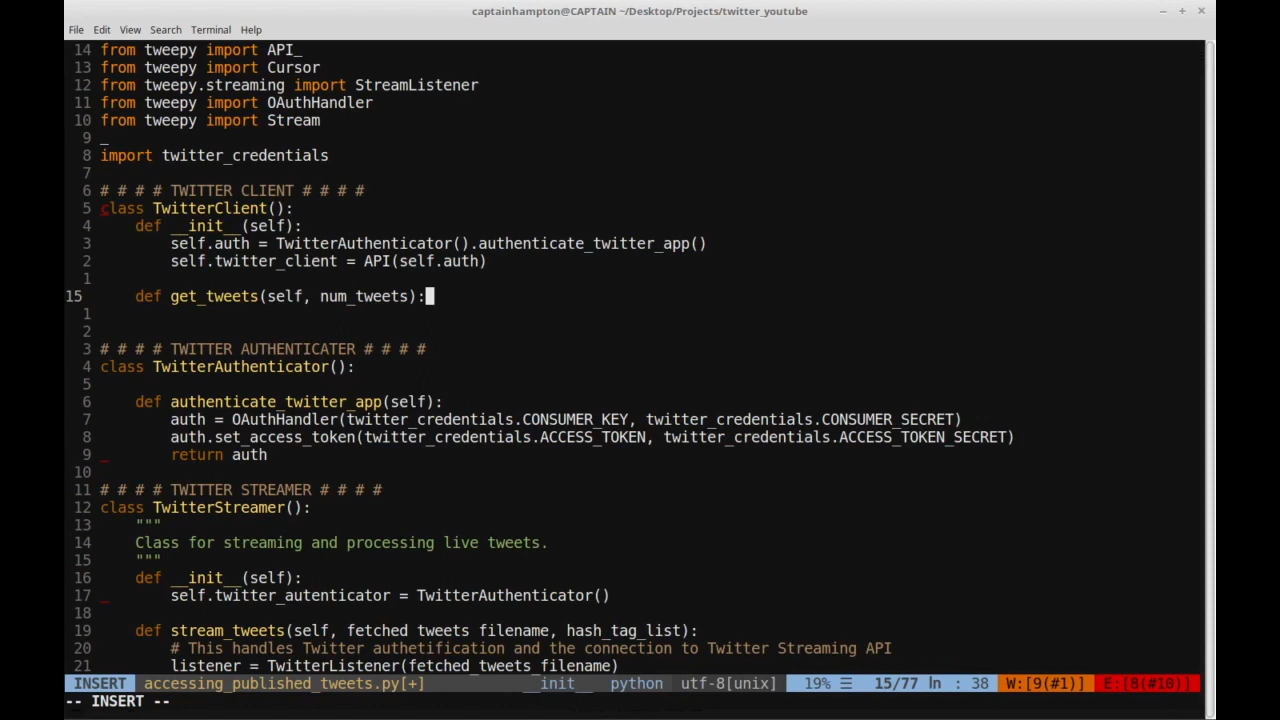 captainhampton@CAPTAIN ~/Desktop/Projects/twitter_youtube
File Edit View Search Terminal Help
14 from tweepy import API_
13 from tweepy import Cursor
12 from tweepy.streaming import StreamListener
11 from tweepy import OAuthHandler
10 from tweepy import Stream
9 _
8 import twitter_credentials
7
6 # # # # TWITTER CLIENT # # # #
5 class TwitterClient():
4     def __init__(self):
3         self.auth = TwitterAuthenticator().authenticate_twitter_app()
2         self.twitter_client = API(self.auth)
1
15     def get_tweets(self, num_tweets):
1
2
3 # # # # TWITTER AUTHENTICATER # # # #
4 class TwitterAuthenticator():
5
6     def authenticate_twitter_app(self):
7         auth = OAuthHandler(twitter_credentials.CONSUMER_KEY, twitter_credentials.CONSUMER_SECRET)
8         auth.set_access_token(twitter_credentials.ACCESS_TOKEN, twitter_credentials.ACCESS_TOKEN_SECRET)
9 _       return auth
10
11 # # # # TWITTER STREAMER # # # #
12 class TwitterStreamer():
13     """
14     Class for streaming and processing live tweets.
15     """
16     def __init__(self):
17 _       self.twitter_autenticator = TwitterAuthenticator()
18
19     def stream_tweets(self, fetched_tweets_filename, hash_tag_list):
20         # This handles Twitter authetification and the connection to Twitter Streaming API
21         listener = TwitterListener(fetched_tweets_filename)
INSERT accessing_published_tweets.py[+] __init__ python utf-8[unix] 19% ☰ 15/77 ln : 38 W:[9(#1)] E:[8(#10)]
-- INSERT --